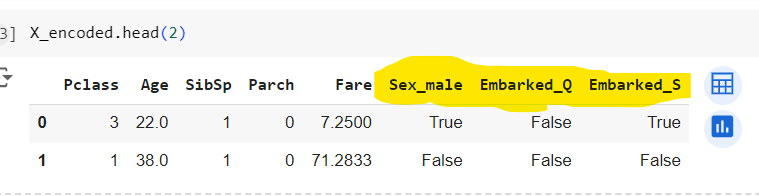 3] X_encoded.head(2)
Pclass Age SibSp Parch Fare Sex_male Embarked_Q Embarked_S
0 3 22.0 1 0 7.2500 True False True
1 1 38.0 1 0 71.2833 False False False